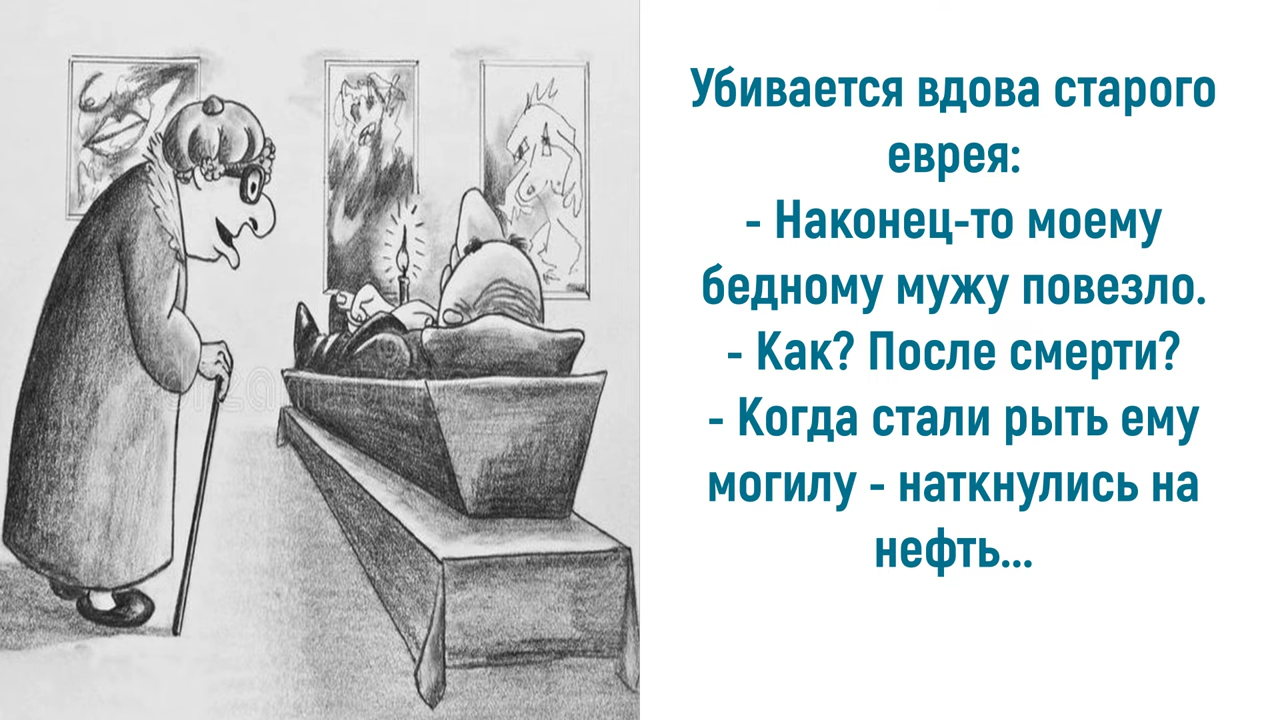 Убивается вдова старого
еврея:
- Наконец-то моему
бедному мужу повезло.
- Как? После смерти?
- Когда стали рыть ему
могилу - наткнулись на
нефть...